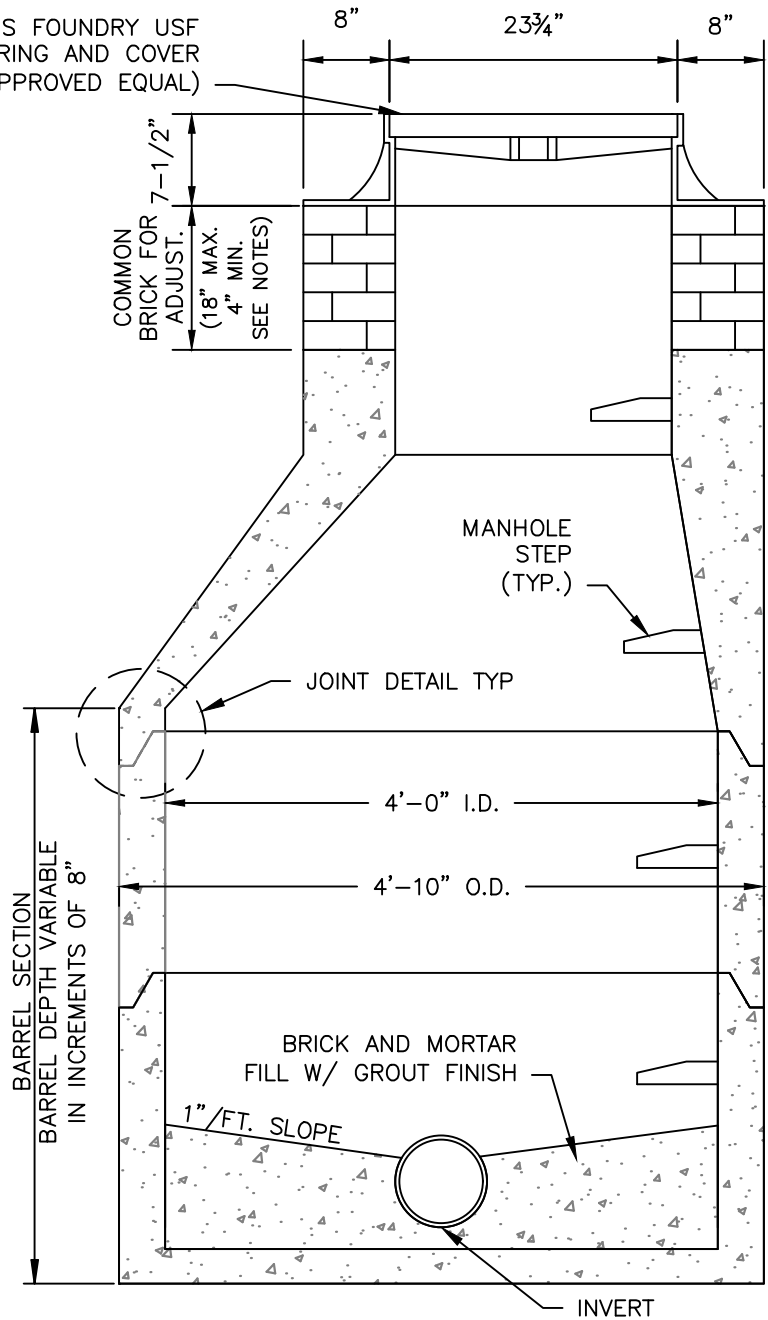 S FOUNDRY USF
RING AND COVER
PPROVED EQUAL)
8"
23¾"
8"
7-1/2"
COMMON
BRICK FOR
ADJUST.
(18" MAX.
4" MIN.
SEE NOTES)
MANHOLE
STEP
(TYP.)
JOINT DETAIL TYP
4'-0" I.D.
4'-10" O.D.
BARREL SECTION
BARREL DEPTH VARIABLE
IN INCREMENTS OF 8"
BRICK AND MORTAR
FILL W/ GROUT FINISH
1"/FT. SLOPE
INVERT